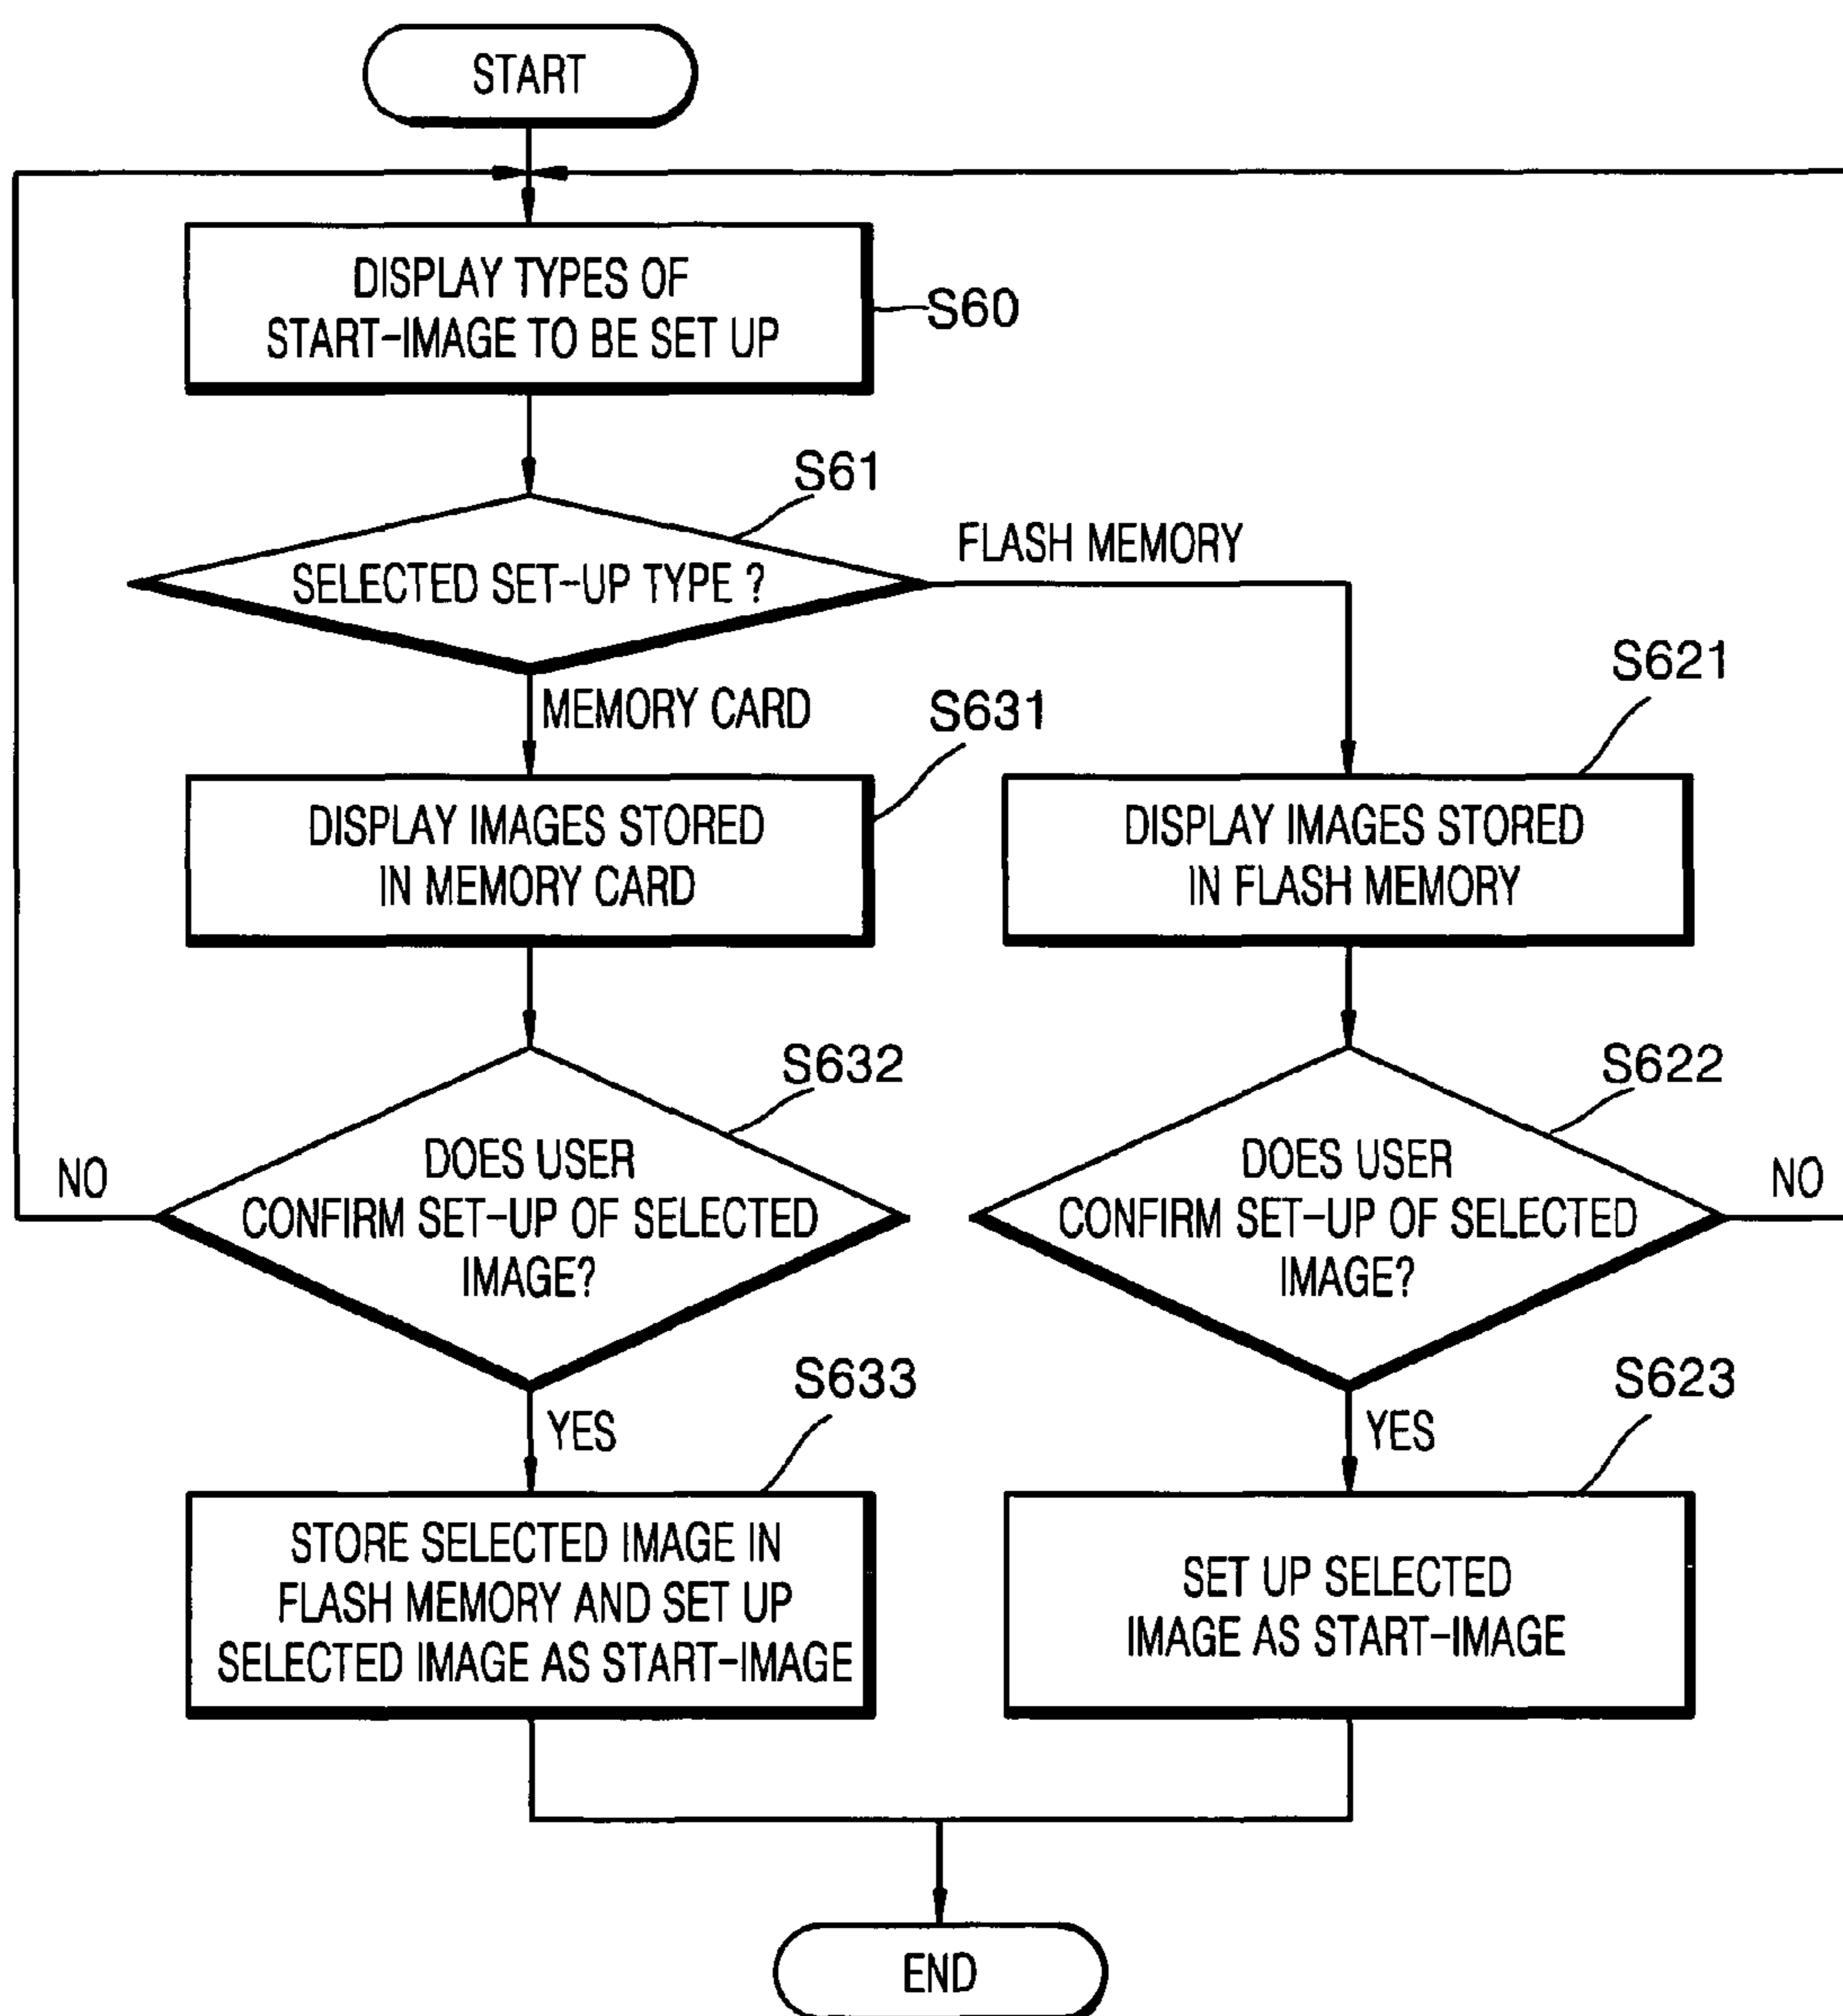 START
DISPLAY TYPES OF
START-IMAGE TO BE SET UP
S60
S61
SELECTED SET-UP TYPE ?
FLASH MEMORY
MEMORY CARD
S631
S621
DISPLAY IMAGES STORED
IN MEMORY CARD
DISPLAY IMAGES STORED
IN FLASH MEMORY
S632
S622
DOES USER
CONFIRM SET-UP OF SELECTED
IMAGE?
NO
DOES USER
CONFIRM SET-UP OF SELECTED
IMAGE?
NO
YES
S633
YES
S623
STORE SELECTED IMAGE IN
FLASH MEMORY AND SET UP
SELECTED IMAGE AS START-IMAGE
SET UP SELECTED
IMAGE AS START-IMAGE
END